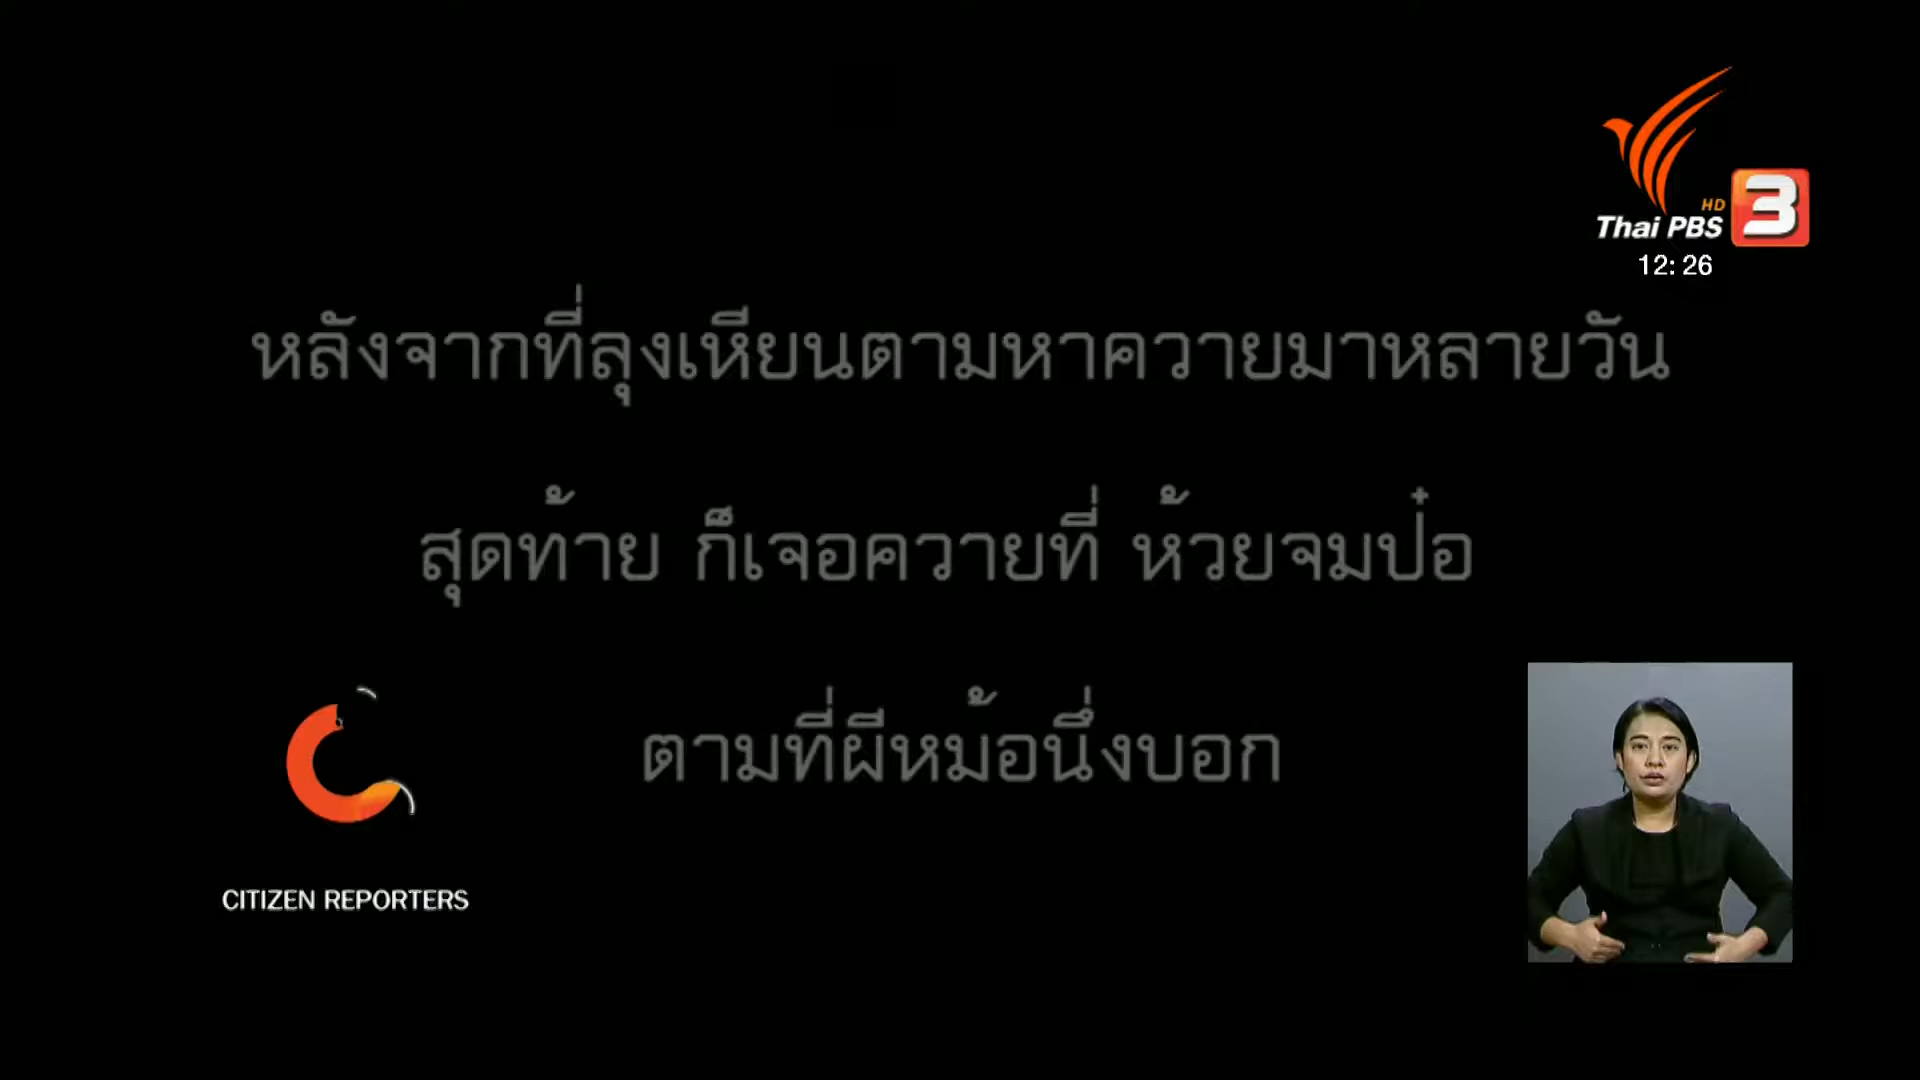 HD
Thai PBS 3
12:26
หลังจากที่ลุงเหียนตามหาควายมาหลายวัน
สุดท้าย ก็เจอควายที่ ห้วยจมป๋อ
ตามที่ผีหม้อนึ่งบอก
CITIZEN REPORTERS